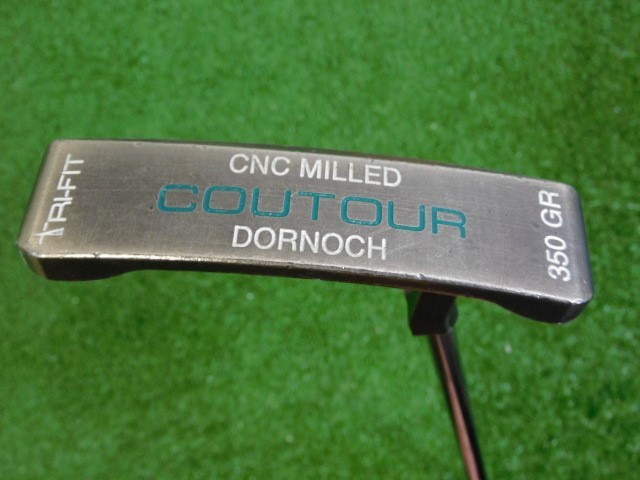 TRI-FIT
CNC MILLED
COUTOUR
DORNOCH
350 GR